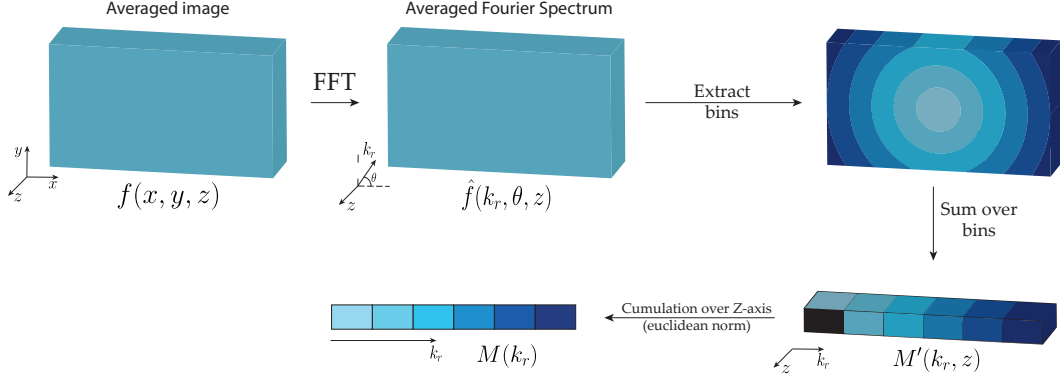 Averaged image
Averaged Fourier Spectrum
FFT
Extract
bins
y
x
z
f(x, y, z)
k_r
θ
z
f̂(k_r, θ, z)
Sum over
bins
Cumulation over Z-axis
(euclidean norm)
k_r
M(k_r)
k_r
z
M′(k_r, z)